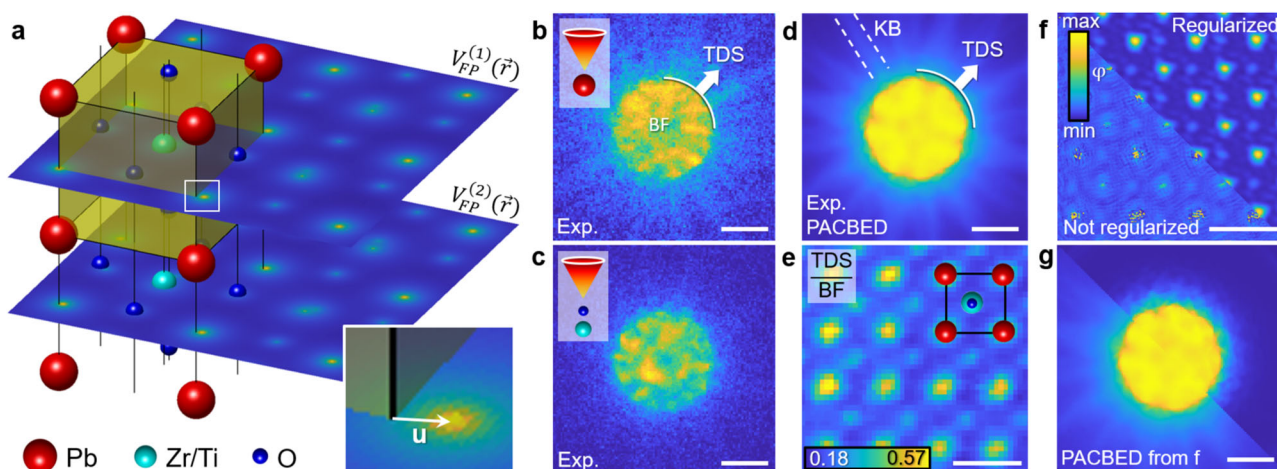 a
V_FP^(1)(r⃗)
V_FP^(2)(r⃗)
u
Pb
Zr/Ti
O
b
TDS
BF
Exp.
c
Exp.
d
KB
TDS
Exp.
PACBED
e
TDS
BF
0.18
0.57
f
max
φ
min
Regularized
Not regularized
g
PACBED from f